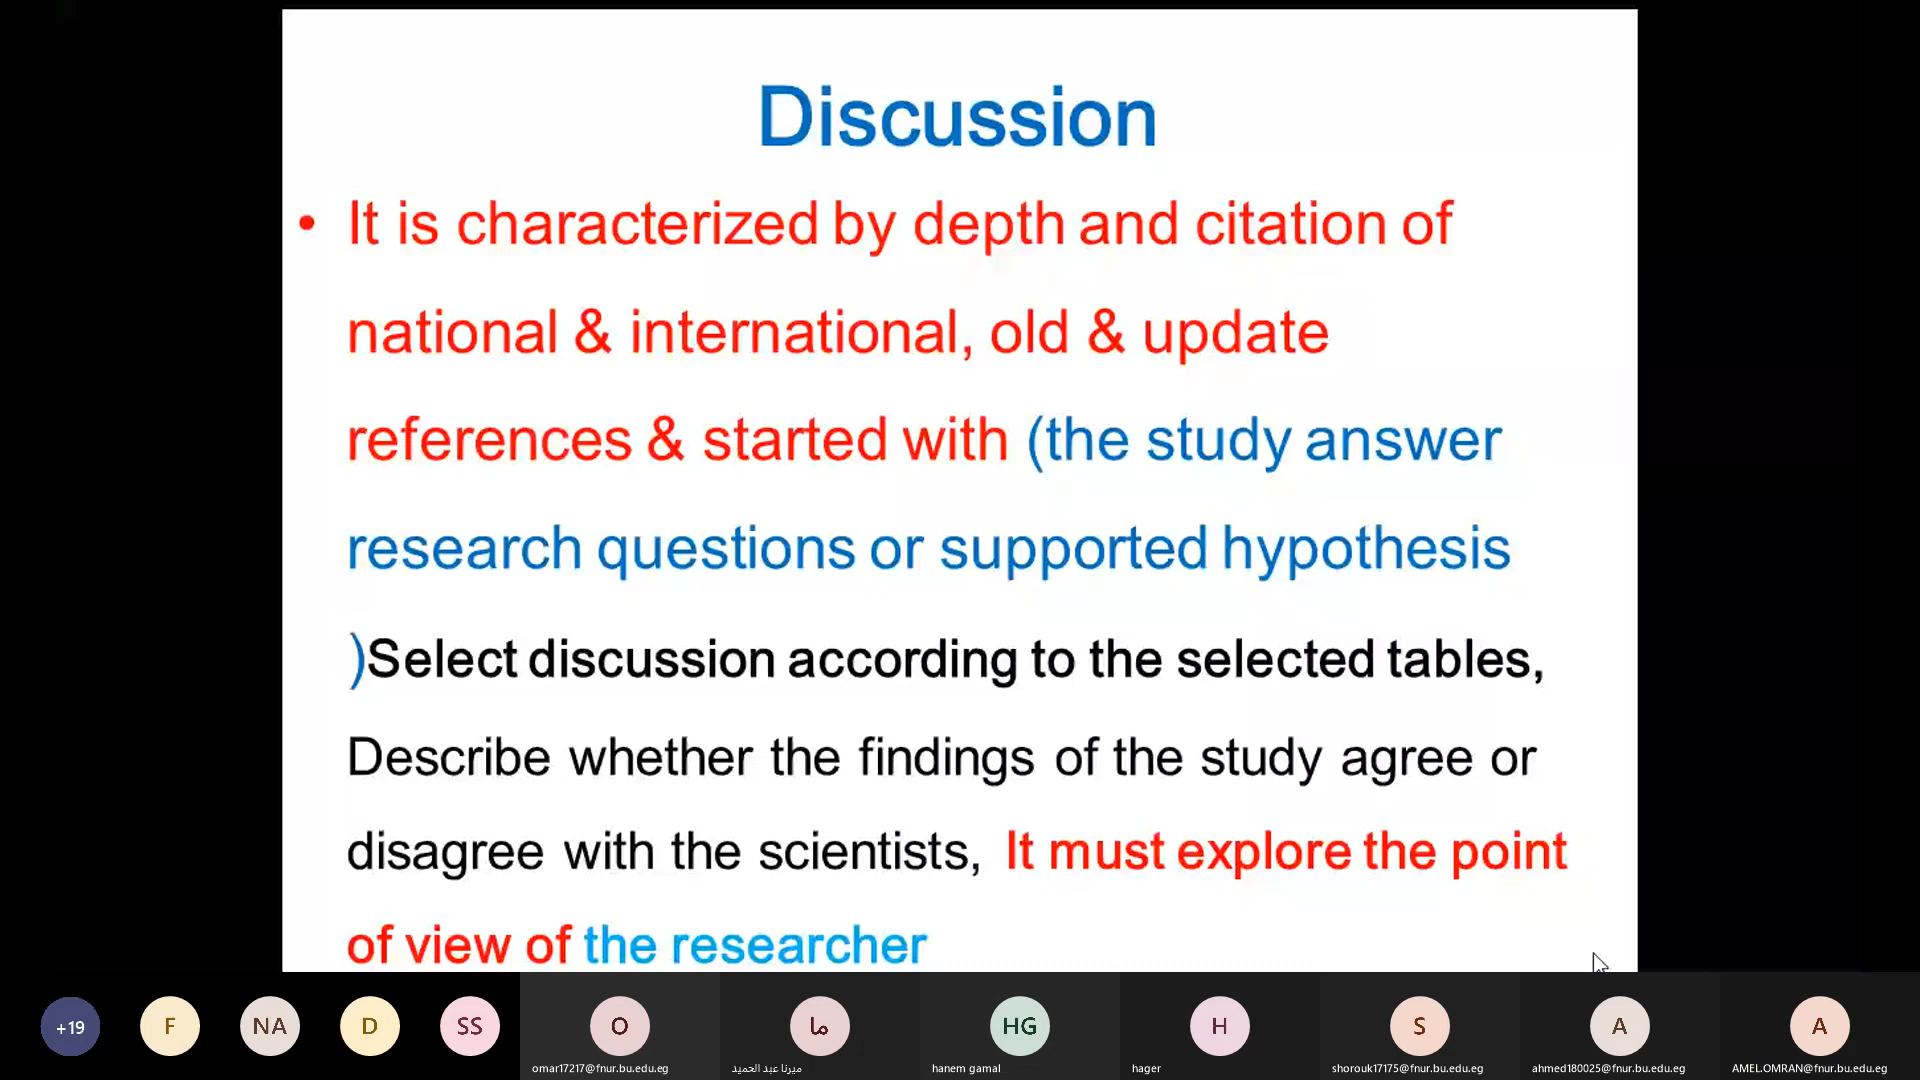 Discussion
• It is characterized by depth and citation of
national & international, old & update
references & started with (the study answer
research questions or supported hypothesis
)Select discussion according to the selected tables,
Describe whether the findings of the study agree or
disagree with the scientists, It must explore the point
of view of the researcher
+19
F
NA
D
SS
O
ما
HG
H
S
A
A
omar17217@fnur.bu.edu.eg
ميرنا عبد الحميد
hanem gamal
hager
shorouk17175@fnur.bu.edu.eg
ahmed180025@fnur.bu.edu.eg
AMEL.OMRAN@fnur.bu.edu.eg